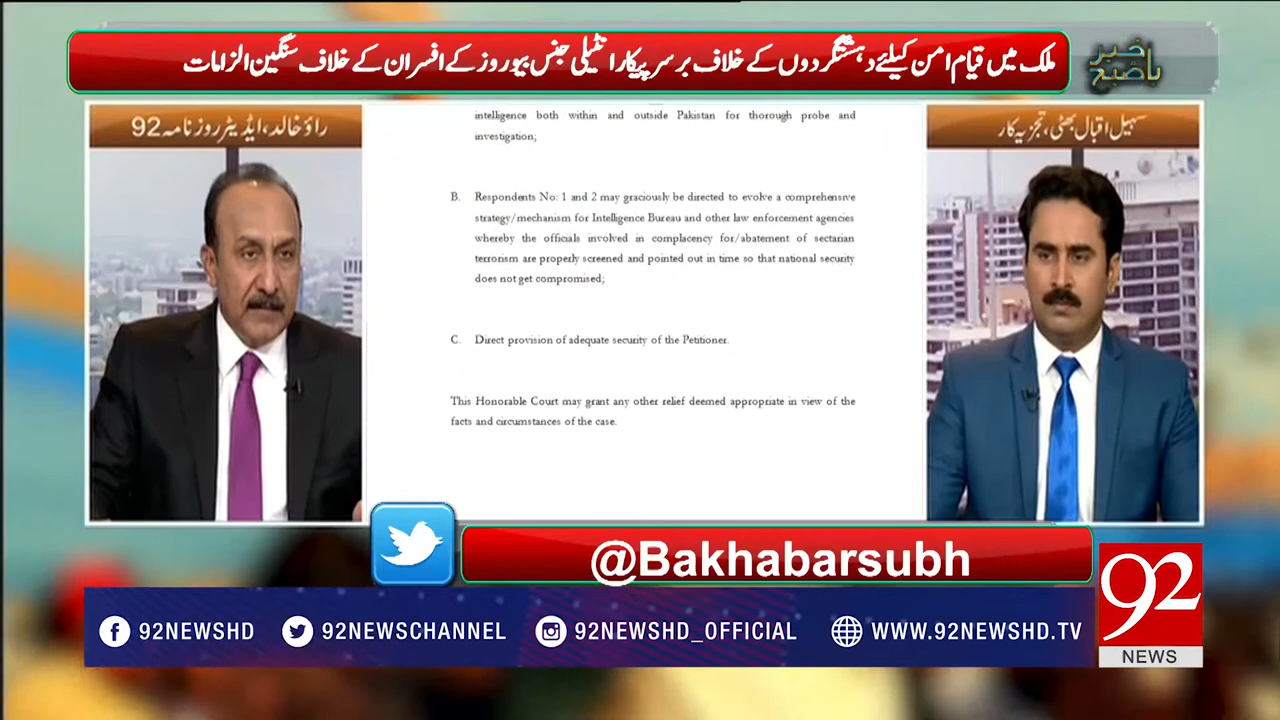 ملک میں قیام امن کیلئے دہشتگردوں کے خلاف برسر پیکار انٹیلی جنس بیوروز کے افسران کے خلاف سنگین الزامات
باخبر صبح
راؤ خالد، ایڈیٹر روزنامہ 92
سہیل اقبال بھٹی، تجزیہ کار
intelligence both within and outside Pakistan for thorough probe and
investigation;
B. Respondents No: 1 and 2 may graciously be directed to evolve a comprehensive
strategy/mechanism for Intelligence Bureau and other law enforcement agencies
whereby the officials involved in complacency for/abatement of sectarian
terrorism are properly screened and pointed out in time so that national security
does not get compromised;
C. Direct provision of adequate security of the Petitioner.
This Honorable Court may grant any other relief deemed appropriate in view of the
facts and circumstances of the case.
@Bakhabarsubh
92NEWSHD 92NEWSCHANNEL 92NEWSHD_OFFICIAL WWW.92NEWSHD.TV
92
NEWS